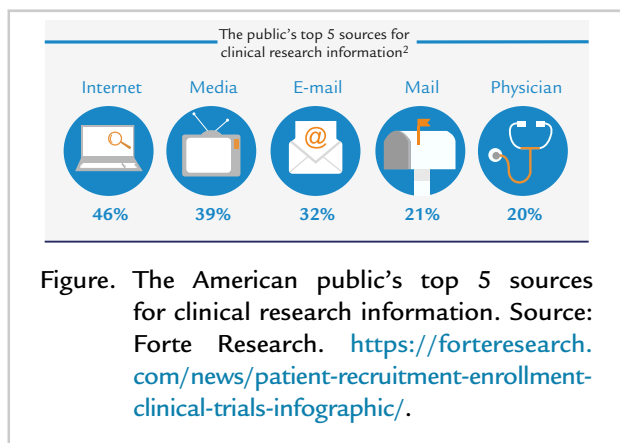 The public's top 5 sources for
clinical research information²
Internet Media E-mail Mail Physician
@
46% 39% 32% 21% 20%
Figure. The American public's top 5 sources
for clinical research information. Source:
Forte Research. https://forteresearch.
com/news/patient-recruitment-enrollment-
clinical-trials-infographic/.